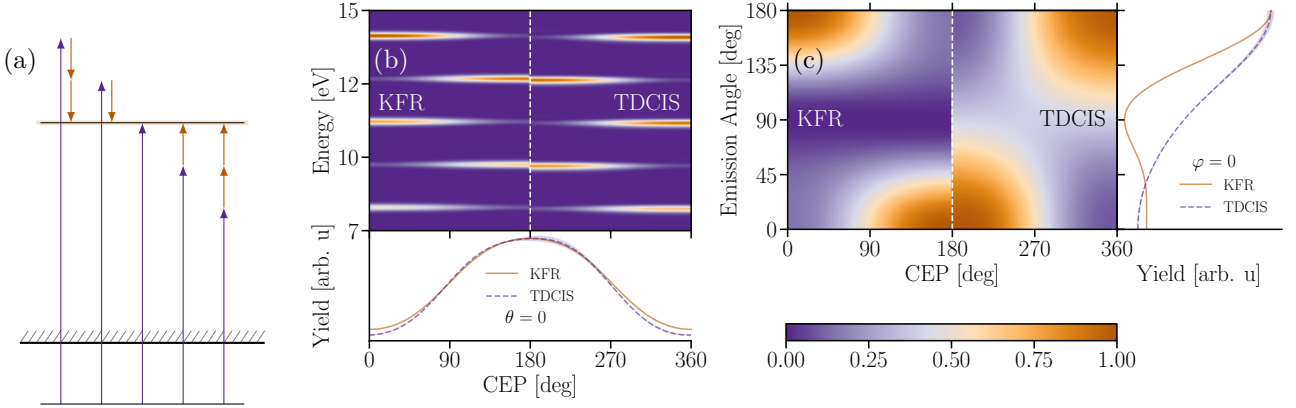 (a)
15
12
10
7
Energy [eV]
(b)
KFR
TDCIS
Yield [arb. u]
KFR
TDCIS
θ = 0
0
90
180
270
360
CEP [deg]
180
135
90
45
0
Emission Angle [deg]
(c)
KFR
TDCIS
0
90
180
270
360
CEP [deg]
φ = 0
KFR
TDCIS
Yield [arb. u]
0.00
0.25
0.50
0.75
1.00